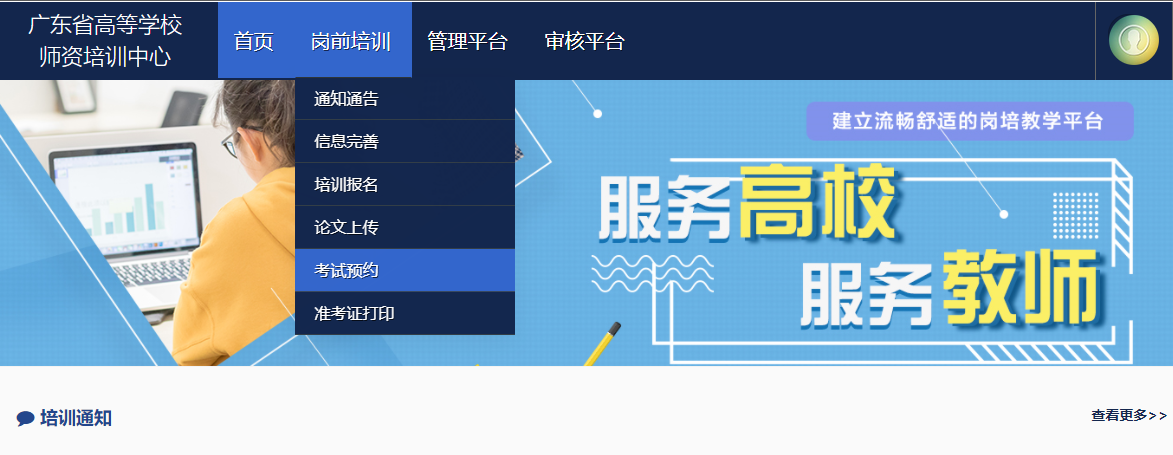 广东省高等学校
师资培训中心
首页
岗前培训
管理平台
审核平台
通知通告
信息完善
培训报名
论文上传
考试预约
准考证打印
建立流畅舒适的岗培教学平台
服务高校
服务教师
培训通知
查看更多>>